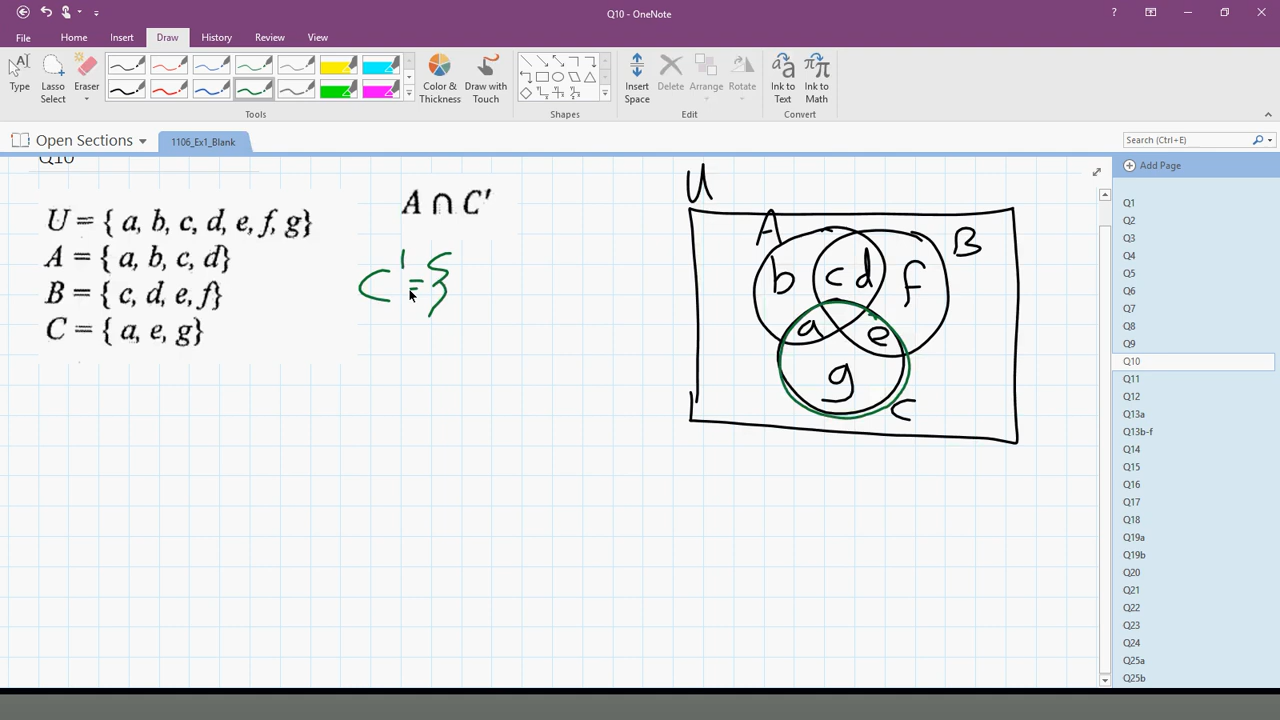 Q10 - OneNote
?
File
Home
Insert
Draw
History
Review
View
Type
Lasso Select
Eraser
Color & Thickness
Draw with Touch
Insert Space
Delete
Arrange
Rotate
Ink to Text
Ink to Math
Tools
Shapes
Edit
Convert
Open Sections
1106_Ex1_Blank
Search (Ctrl+E)
Q10
U = { a, b, c, d, e, f, g}
A = { a, b, c, d}
B = { c, d, e, f}
C = { a, e, g}
A ∩ C'
C' = {
U
A
B
b
c
d
f
a
e
g
C
Add Page
Q1
Q2
Q3
Q4
Q5
Q6
Q7
Q8
Q9
Q10
Q11
Q12
Q13a
Q13b-f
Q14
Q15
Q16
Q17
Q18
Q19a
Q19b
Q20
Q21
Q22
Q23
Q24
Q25a
Q25b